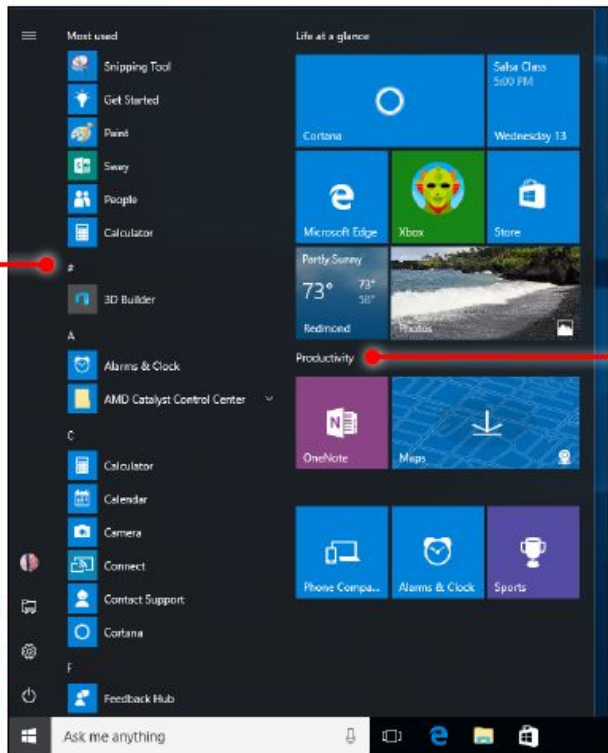 Most used
Snipping Tool
Get Started
Paint
Sway
People
Calculator
#
3D Builder
A
Alarms & Clock
AMD Catalyst Control Center
C
Calculator
Calendar
Camera
Connect
Contact Support
Cortana
F
Feedback Hub
Ask me anything
Life at a glance
Cortana
Salsa Class
5:00 PM
Wednesday 13
Microsoft Edge
Xbox
Store
Partly Sunny
73° 73°
58°
Redmond
Photos
Productivity
OneNote
Maps
Phone Compa...
Alarms & Clock
Sports